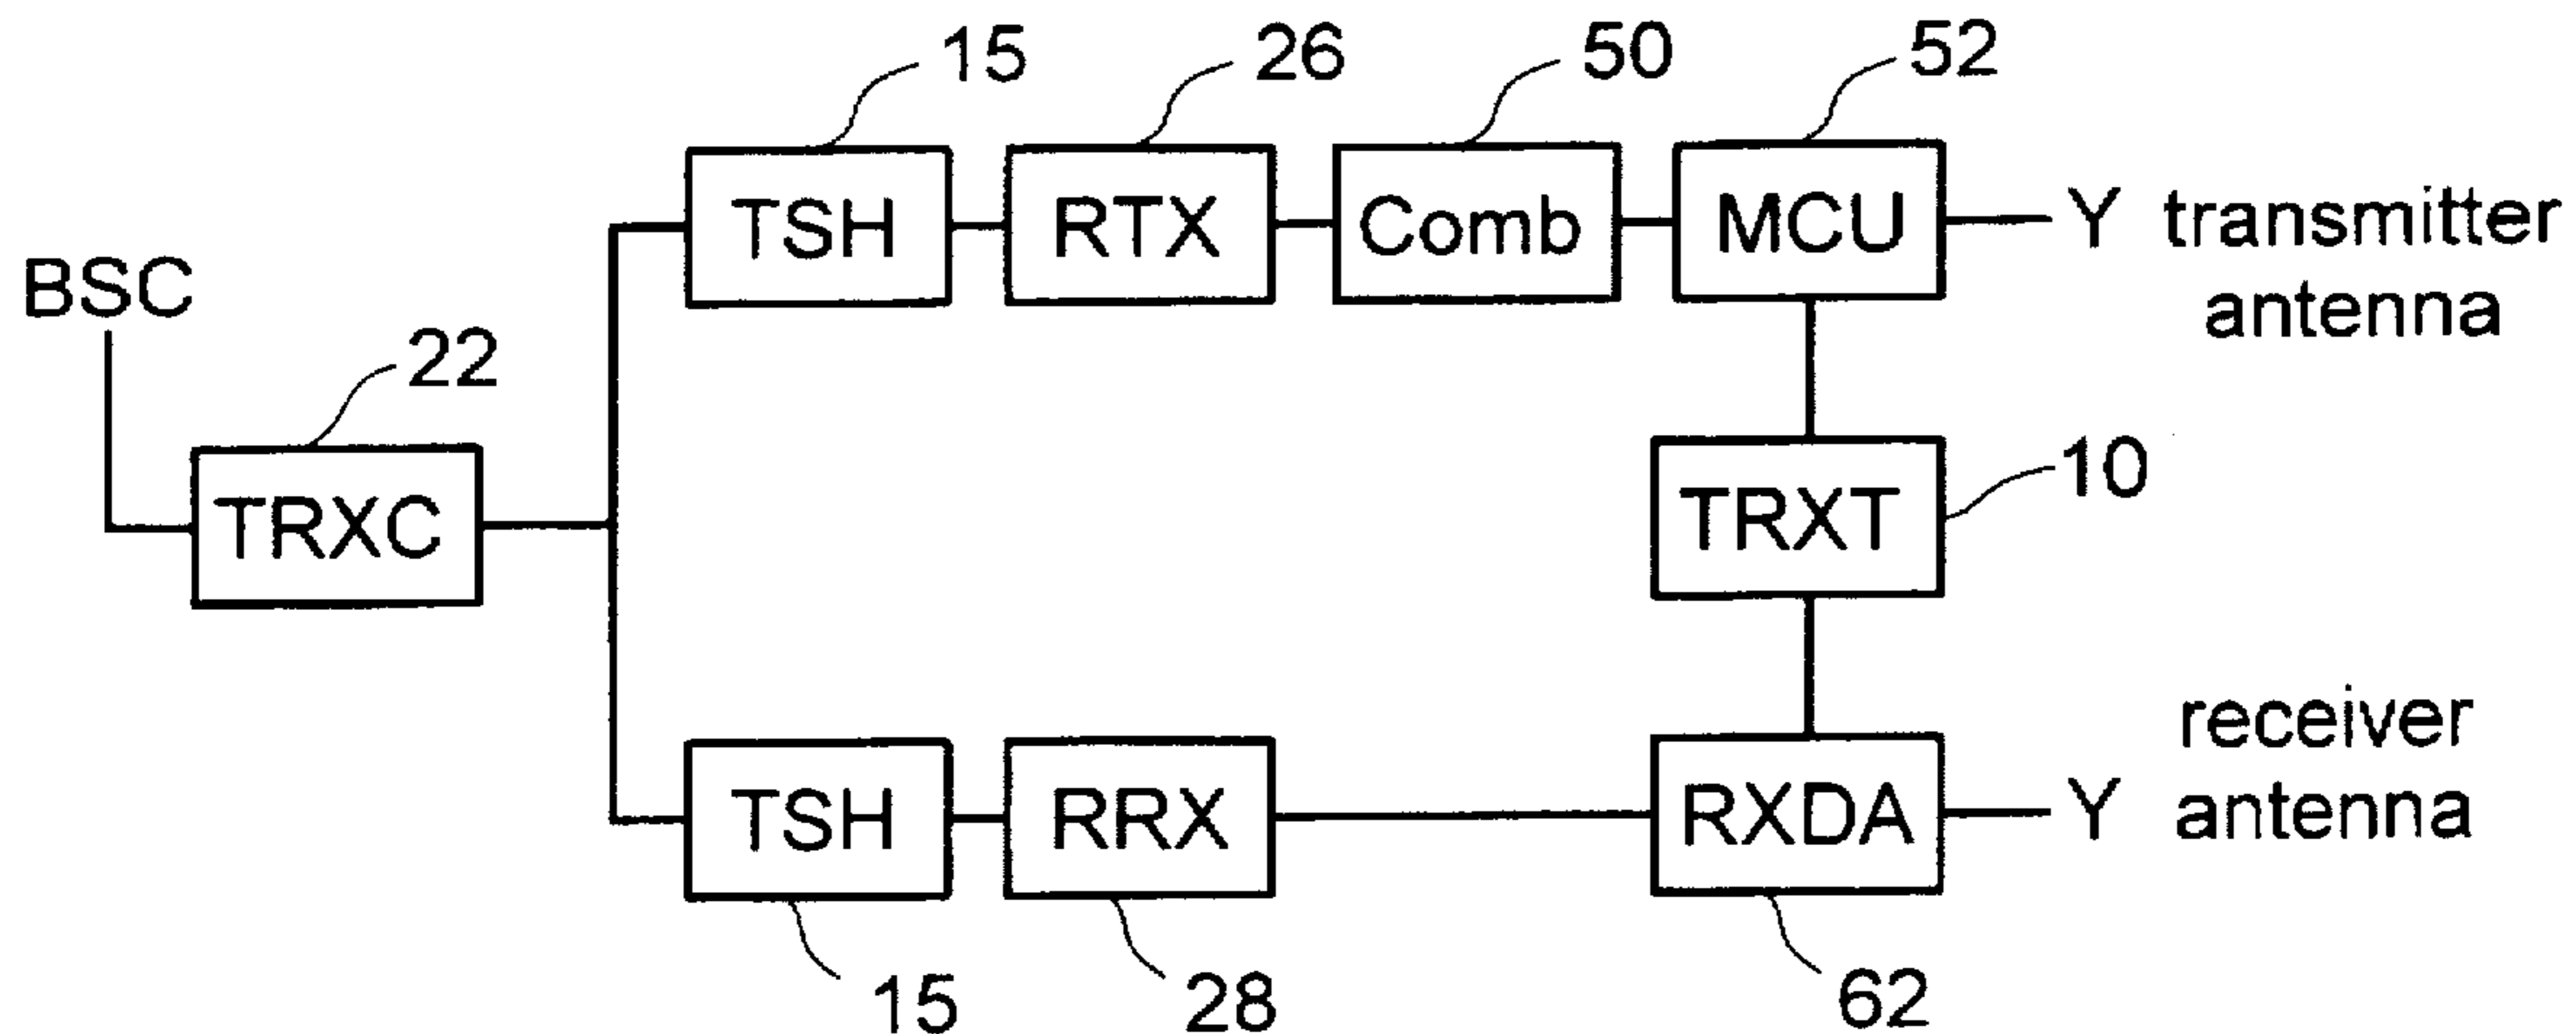 15
26
50
52
TSH
RTX
Comb
MCU
Y transmitter
antenna
BSC
22
TRXC
TRXT
10
receiver
TSH
RRX
RXDA
Y antenna
15
28
62